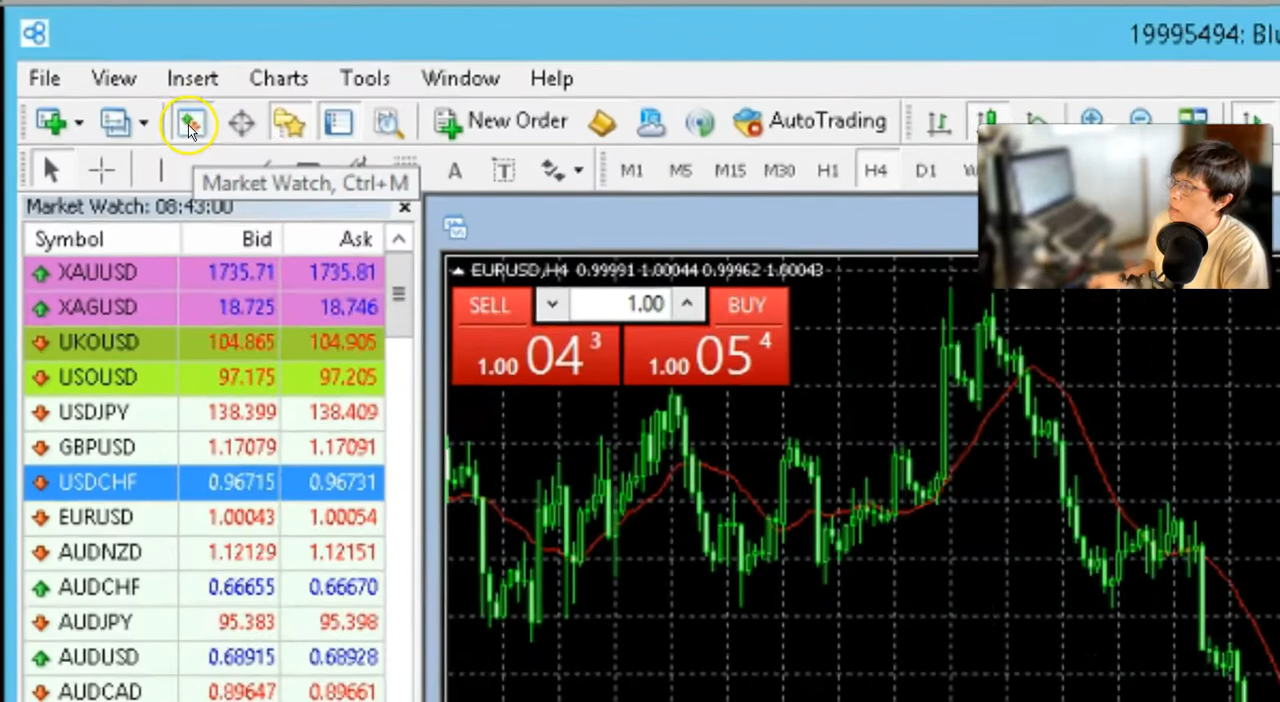 19995494: Blu
File View Insert Charts Tools Window Help
New Order AutoTrading
A T M1 M5 M15 M30 H1 H4 D1
Market Watch, Ctrl+M
Market Watch: 08:43:00
Symbol Bid Ask
XAUUSD 1735.71 1735.81
XAGUSD 18.725 18.746
UKOUSD 104.865 104.905
USOUSD 97.175 97.205
USDJPY 138.399 138.409
GBPUSD 1.17079 1.17091
USDCHF 0.96715 0.96731
EURUSD 1.00043 1.00054
AUDNZD 1.12129 1.12151
AUDCHF 0.66655 0.66670
AUDJPY 95.383 95.398
AUDUSD 0.68915 0.68928
AUDCAD 0.89647 0.89661
EURUSD,H4 0.99991 1.00044 0.99962 1.00043
SELL 1.00 BUY
1.00 04 3 1.00 05 4